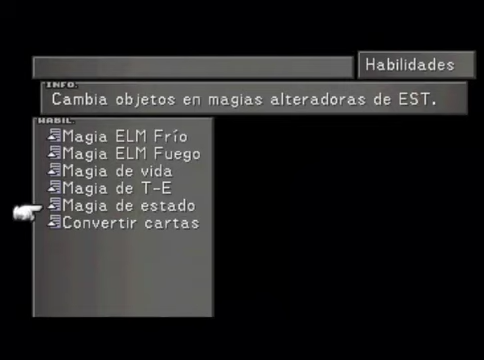 Habilidades
INFO.
Cambia objetos en magias alteradoras de EST.
HABIL.
Magia ELM Frío
Magia ELM Fuego
Magia de vida
Magia de T-E
Magia de estado
Convertir cartas